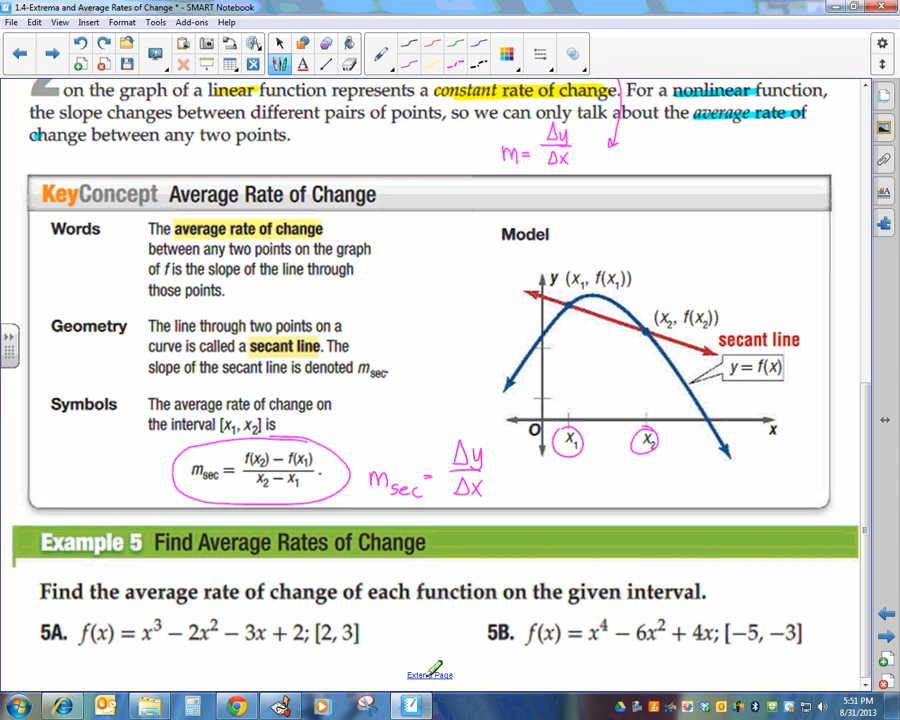 1.4-Extrema and Average Rates of Change * - SMART Notebook
File Edit View Insert Format Tools Add-ons Help
on the graph of a linear function represents a constant rate of change. For a nonlinear function,
the slope changes between different pairs of points, so we can only talk about the average rate of
change between any two points.
m = Δy/Δx
KeyConcept Average Rate of Change
Words
The average rate of change
between any two points on the graph
of f is the slope of the line through
those points.
Geometry
The line through two points on a
curve is called a secant line. The
slope of the secant line is denoted m_sec.
Symbols
The average rate of change on
the interval [x₁, x₂] is
m_sec = (f(x₂) − f(x₁))/(x₂ − x₁).
m_sec = Δy/Δx
Model
y (x₁, f(x₁))
(x₂, f(x₂))
secant line
y = f(x)
O x₁ x₂ x
Example 5 Find Average Rates of Change
Find the average rate of change of each function on the given interval.
5A. f(x) = x³ − 2x² − 3x + 2; [2, 3]
5B. f(x) = x⁴ − 6x² + 4x; [−5, −3]
Extend Page
5:51 PM
8/31/2013